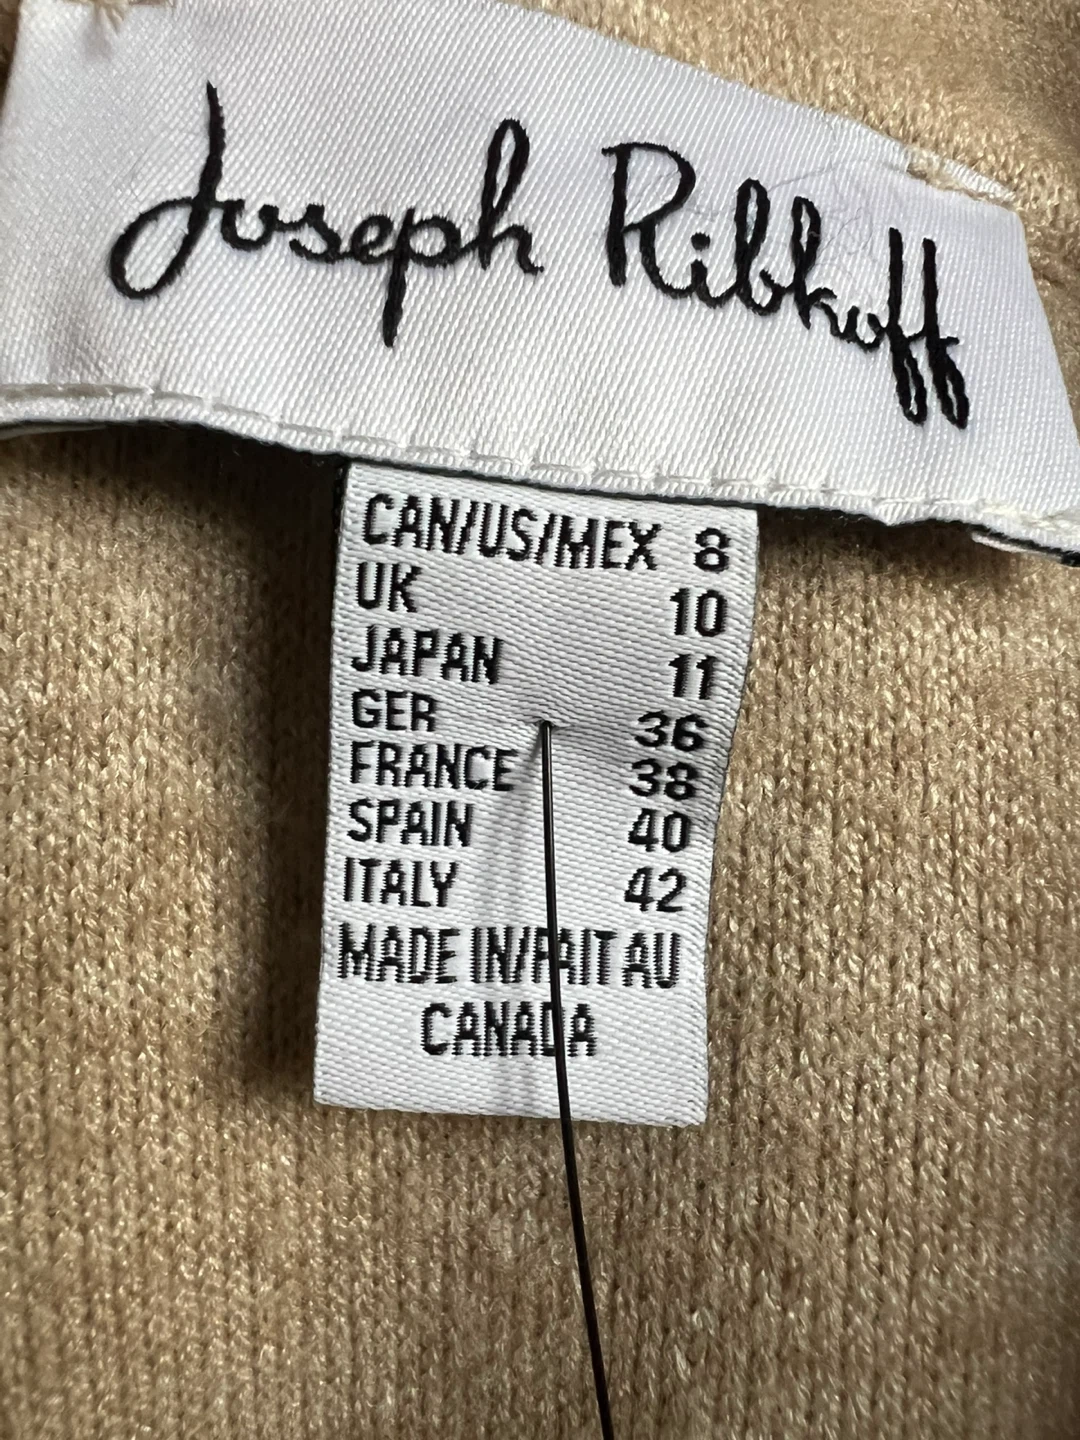 Joseph Ribkoff
CAN/US/MEX 8
UK 10
JAPAN 11
GER 36
FRANCE 38
SPAIN 40
ITALY 42
MADE IN/FAIT AU
CANADA